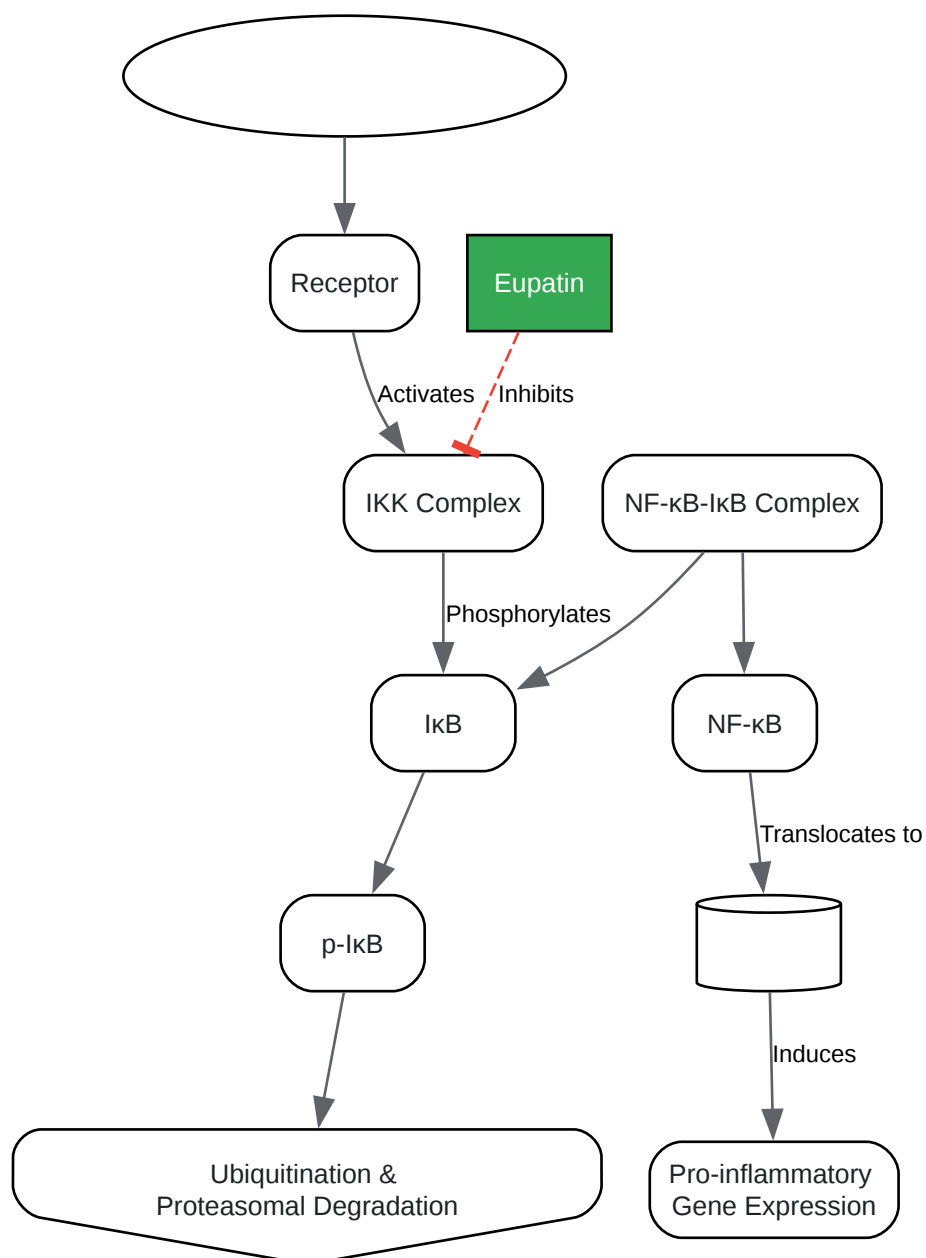 Receptor
Eupatin
Activates
Inhibits
IKK Complex
NF-κB-IκB Complex
Phosphorylates
IκB
NF-κB
Translocates to
p-IκB
Induces
Ubiquitination &
Proteasomal Degradation
Pro-inflammatory
Gene Expression